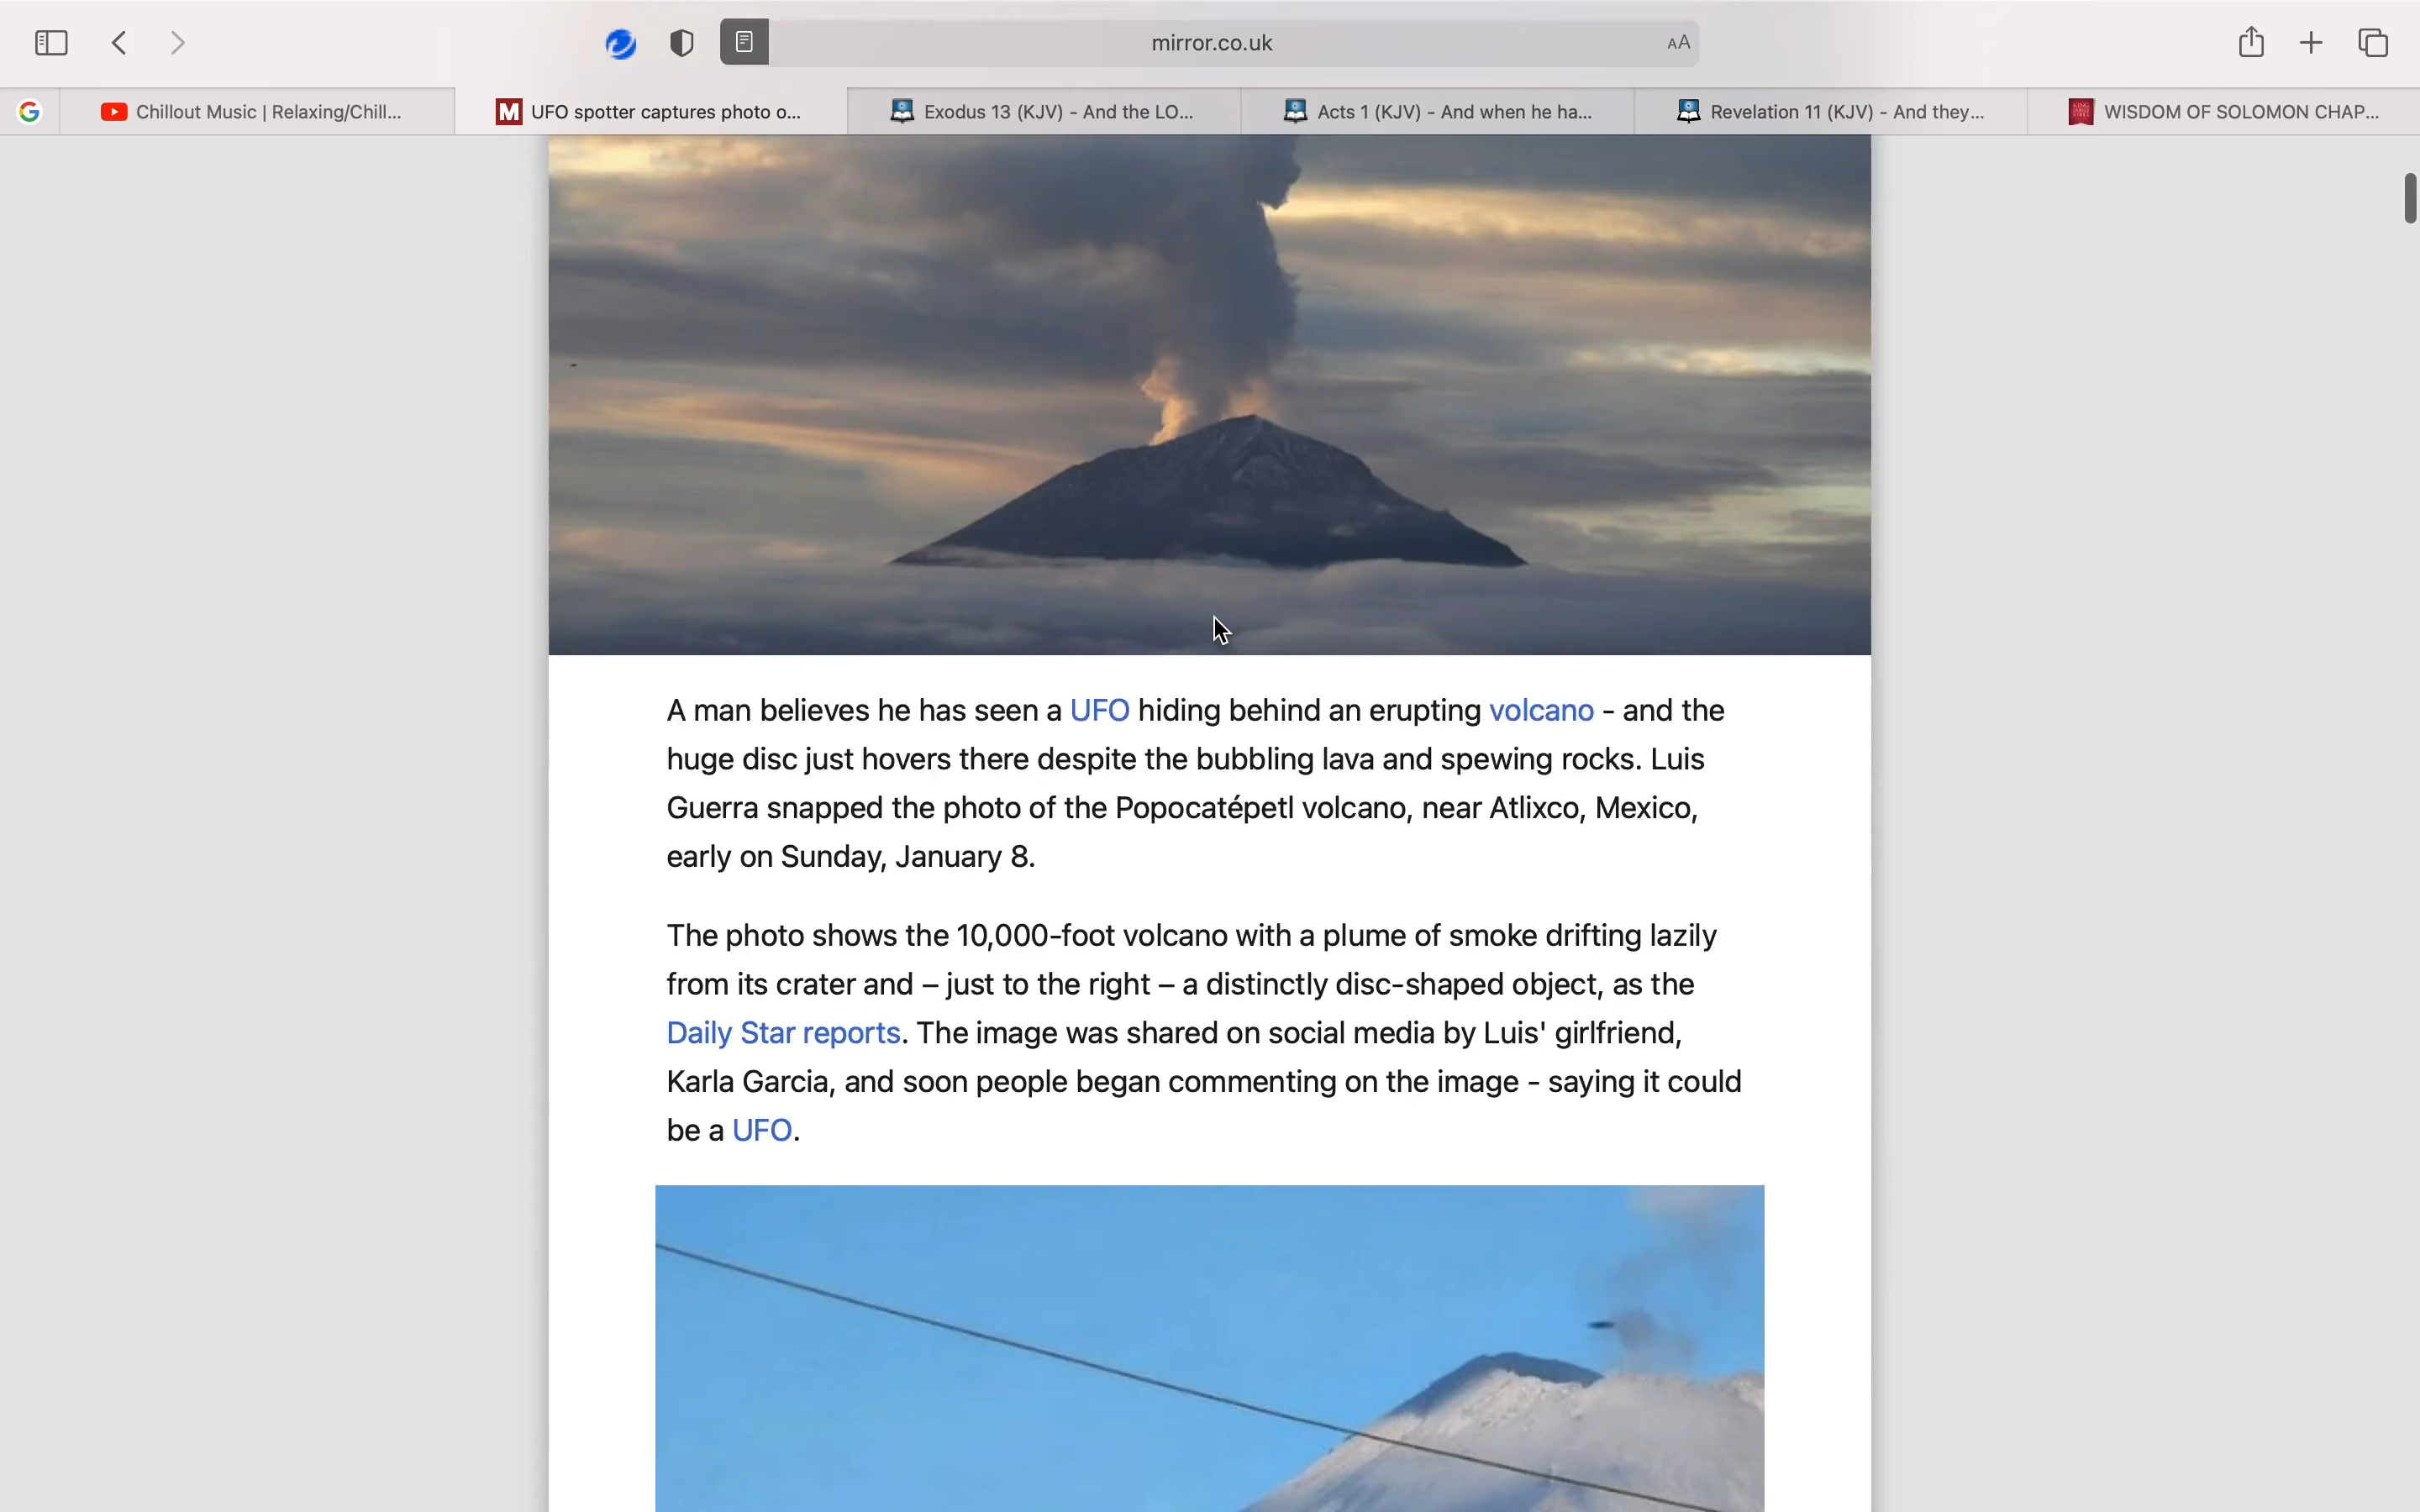 mirror.co.uk
AA
Chillout Music | Relaxing/Chill...
M UFO spotter captures photo o...
Exodus 13 (KJV) - And the LO...
Acts 1 (KJV) - And when he ha...
Revelation 11 (KJV) - And they...
WISDOM OF SOLOMON CHAP...
A man believes he has seen a UFO hiding behind an erupting volcano - and the
huge disc just hovers there despite the bubbling lava and spewing rocks. Luis
Guerra snapped the photo of the Popocatépetl volcano, near Atlixco, Mexico,
early on Sunday, January 8.
The photo shows the 10,000-foot volcano with a plume of smoke drifting lazily
from its crater and – just to the right – a distinctly disc-shaped object, as the
Daily Star reports. The image was shared on social media by Luis' girlfriend,
Karla Garcia, and soon people began commenting on the image - saying it could
be a UFO.